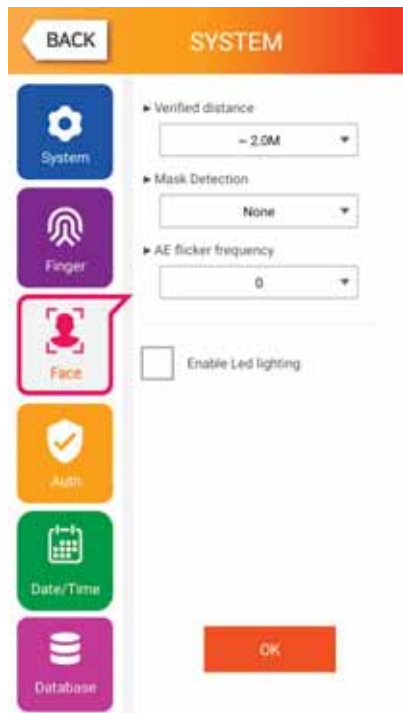 BACK
SYSTEM
System
Finger
Face
Auth
Date/Time
Database
▸ Verified distance
~ 2.0M
▸ Mask Detection
None
▸ AE flicker frequency
0
Enable Led lighting
OK